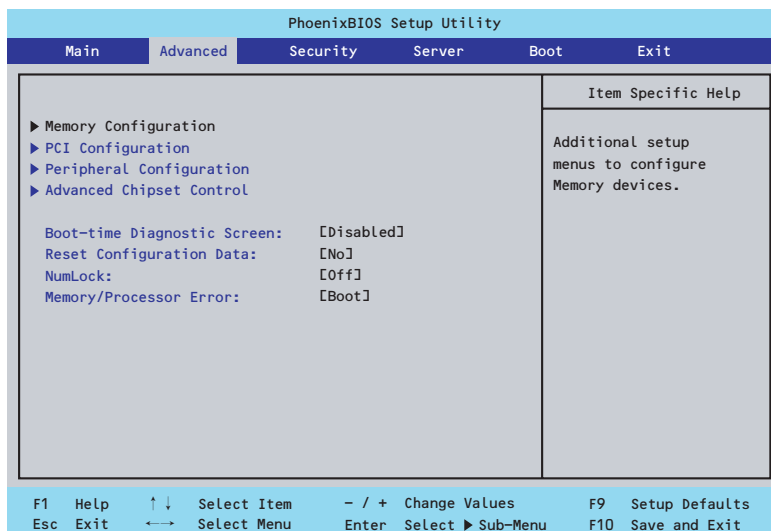 PhoenixBIOS Setup Utility
Main Advanced Security Server Boot Exit
Item Specific Help
▶ Memory Configuration
▶ PCI Configuration
▶ Peripheral Configuration
▶ Advanced Chipset Control
Boot-time Diagnostic Screen: [Disabled]
Reset Configuration Data: [No]
NumLock: [Off]
Memory/Processor Error: [Boot]
Additional setup
menus to configure
Memory devices.
F1 Help ↑↓ Select Item - / + Change Values F9 Setup Defaults
Esc Exit ←→ Select Menu Enter Select ▶ Sub-Menu F10 Save and Exit